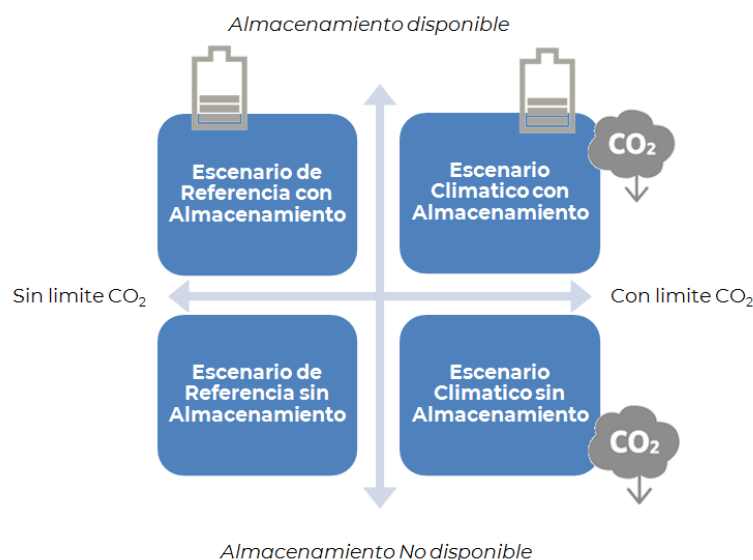 Almacenamiento disponible
Escenario de
Referencia con
Almacenamiento
Escenario
Climatico con
Almacenamiento
CO₂
Sin limite CO₂
Con limite CO₂
Escenario de
Referencia sin
Almacenamiento
Escenario
Climatico sin
Almacenamiento
CO₂
Almacenamiento No disponible